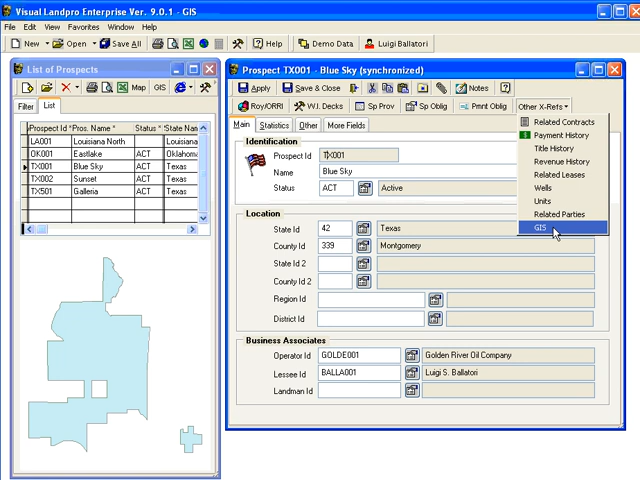 Visual Landpro Enterprise Ver. 9.0.1 - GIS
File Edit View Favourites Window Help
New Open Save All Help Demo Data Luigi Ballatori
List of Prospects
Map GIS
Filter List
Prospect Id * Pros. Name * Status * State Nam
LA001 Louisiana North Louisiana
OK001 Eastlake ACT Oklahoma
TX001 Blue Sky ACT Texas
TX002 Sunset ACT Texas
TX501 Galleria ACT Texas
Prospect TX001 - Blue Sky (synchronized)
Apply Save & Close Notes
Roy/ORRI W.I. Decks Sp Prov Sp Oblig Pmnt Oblig Other X-Refs
Main Statistics Other More Fields
Related Contracts
Payment History
Title History
Revenue History
Related Leases
Wells
Units
Related Parties
GIS
Identification
Prospect Id TX001
Name Blue Sky
Status ACT Active
Location
State Id 42 Texas
County Id 339 Montgomery
State Id 2
County Id 2
Region Id
District Id
Business Associates
Operator Id GOLDE001 Golden River Oil Company
Lessee Id BALLA001 Luigi S. Ballatori
Landman Id